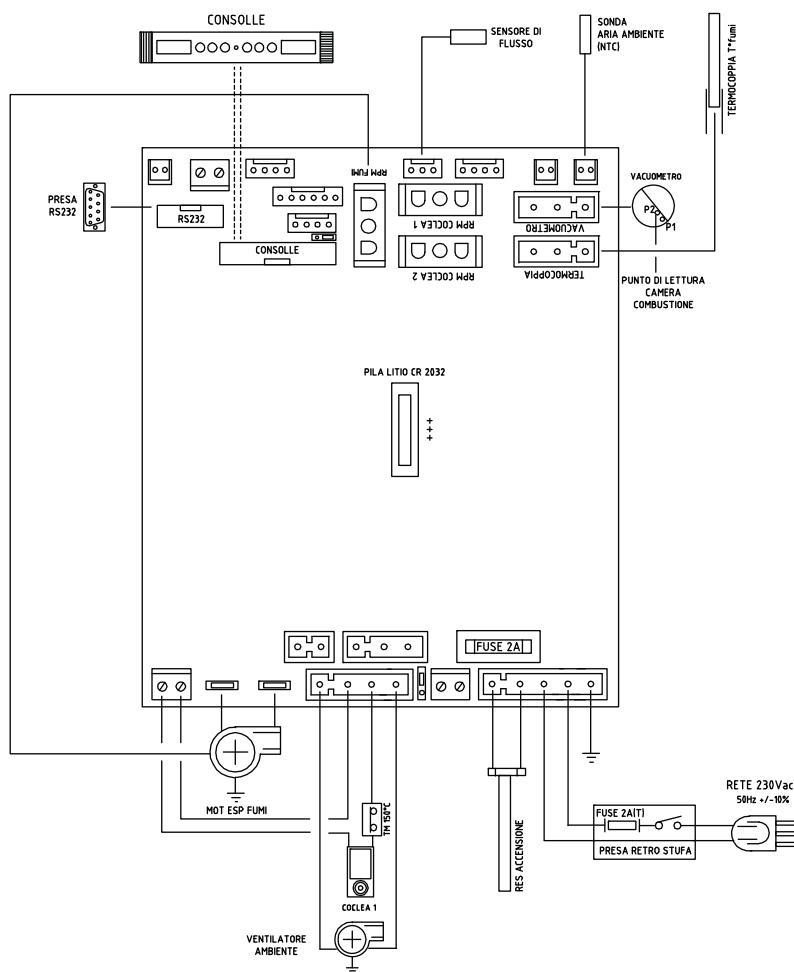 CONSOLLE
SENSORE DI
FLUSSO
SONDA
ARIA AMBIENTE
(NTC)
TERMOCOPPIA T°fumi
PRESA
RS232
RS232
CONSOLLE
RPM FUMI
RPM COCLEA 1
RPM COCLEA 2
VACUOMETRO
TERMOCOPPIA
VACUOMETRO
P2
P1
PUNTO DI LETTURA
CAMERA
COMBUSTIONE
PILA LITIO CR 2032
+++
FUSE 2A
MOT ESP FUMI
TM 150°C
COCLEA 1
VENTILATORE
AMBIENTE
RES ACCENSIONE
FUSE 2A(T)
PRESA RETRO STUFA
RETE 230Vac
50Hz +/-10%